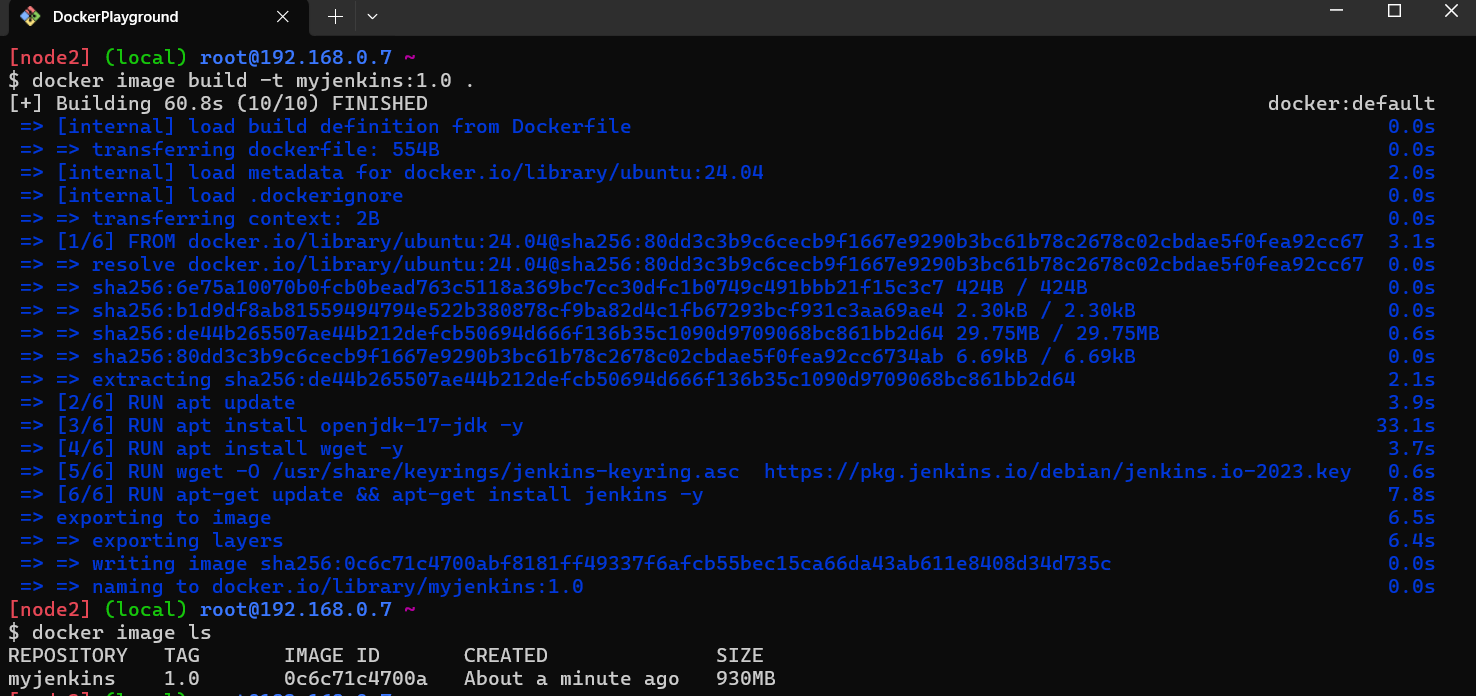 DockerPlayground
[node2] (local) root@192.168.0.7 ~
$ docker image build -t myjenkins:1.0 .
[+] Building 60.8s (10/10) FINISHED docker:default
=> [internal] load build definition from Dockerfile 0.0s
=> => transferring dockerfile: 554B 0.0s
=> [internal] load metadata for docker.io/library/ubuntu:24.04 2.0s
=> [internal] load .dockerignore 0.0s
=> => transferring context: 2B 0.0s
=> [1/6] FROM docker.io/library/ubuntu:24.04@sha256:80dd3c3b9c6cecb9f1667e9290b3bc61b78c2678c02cbdae5f0fea92cc67 3.1s
=> => resolve docker.io/library/ubuntu:24.04@sha256:80dd3c3b9c6cecb9f1667e9290b3bc61b78c2678c02cbdae5f0fea92cc67 0.0s
=> => sha256:6e75a10070b0fcb0bead763c5118a369bc7cc30dfc1b0749c491bbb21f15c3c7 424B / 424B 0.0s
=> => sha256:b1d9df8ab81559494794e522b380878cf9ba82d4c1fb67293bcf931c3aa69ae4 2.30kB / 2.30kB 0.0s
=> => sha256:de44b265507ae44b212defcb50694d666f136b35c1090d9709068bc861bb2d64 29.75MB / 29.75MB 0.6s
=> => sha256:80dd3c3b9c6cecb9f1667e9290b3bc61b78c2678c02cbdae5f0fea92cc6734ab 6.69kB / 6.69kB 0.0s
=> => extracting sha256:de44b265507ae44b212defcb50694d666f136b35c1090d9709068bc861bb2d64 2.1s
=> [2/6] RUN apt update 3.9s
=> [3/6] RUN apt install openjdk-17-jdk -y 33.1s
=> [4/6] RUN apt install wget -y 3.7s
=> [5/6] RUN wget -O /usr/share/keyrings/jenkins-keyring.asc  https://pkg.jenkins.io/debian/jenkins.io-2023.key 0.6s
=> [6/6] RUN apt-get update && apt-get install jenkins -y 7.8s
=> exporting to image 6.5s
=> => exporting layers 6.4s
=> => writing image sha256:0c6c71c4700abf8181ff49337f6afcb55bec15ca66da43ab611e8408d34d735c 0.0s
=> => naming to docker.io/library/myjenkins:1.0 0.0s
[node2] (local) root@192.168.0.7 ~
$ docker image ls
REPOSITORY TAG IMAGE ID CREATED SIZE
myjenkins 1.0 0c6c71c4700a About a minute ago 930MB